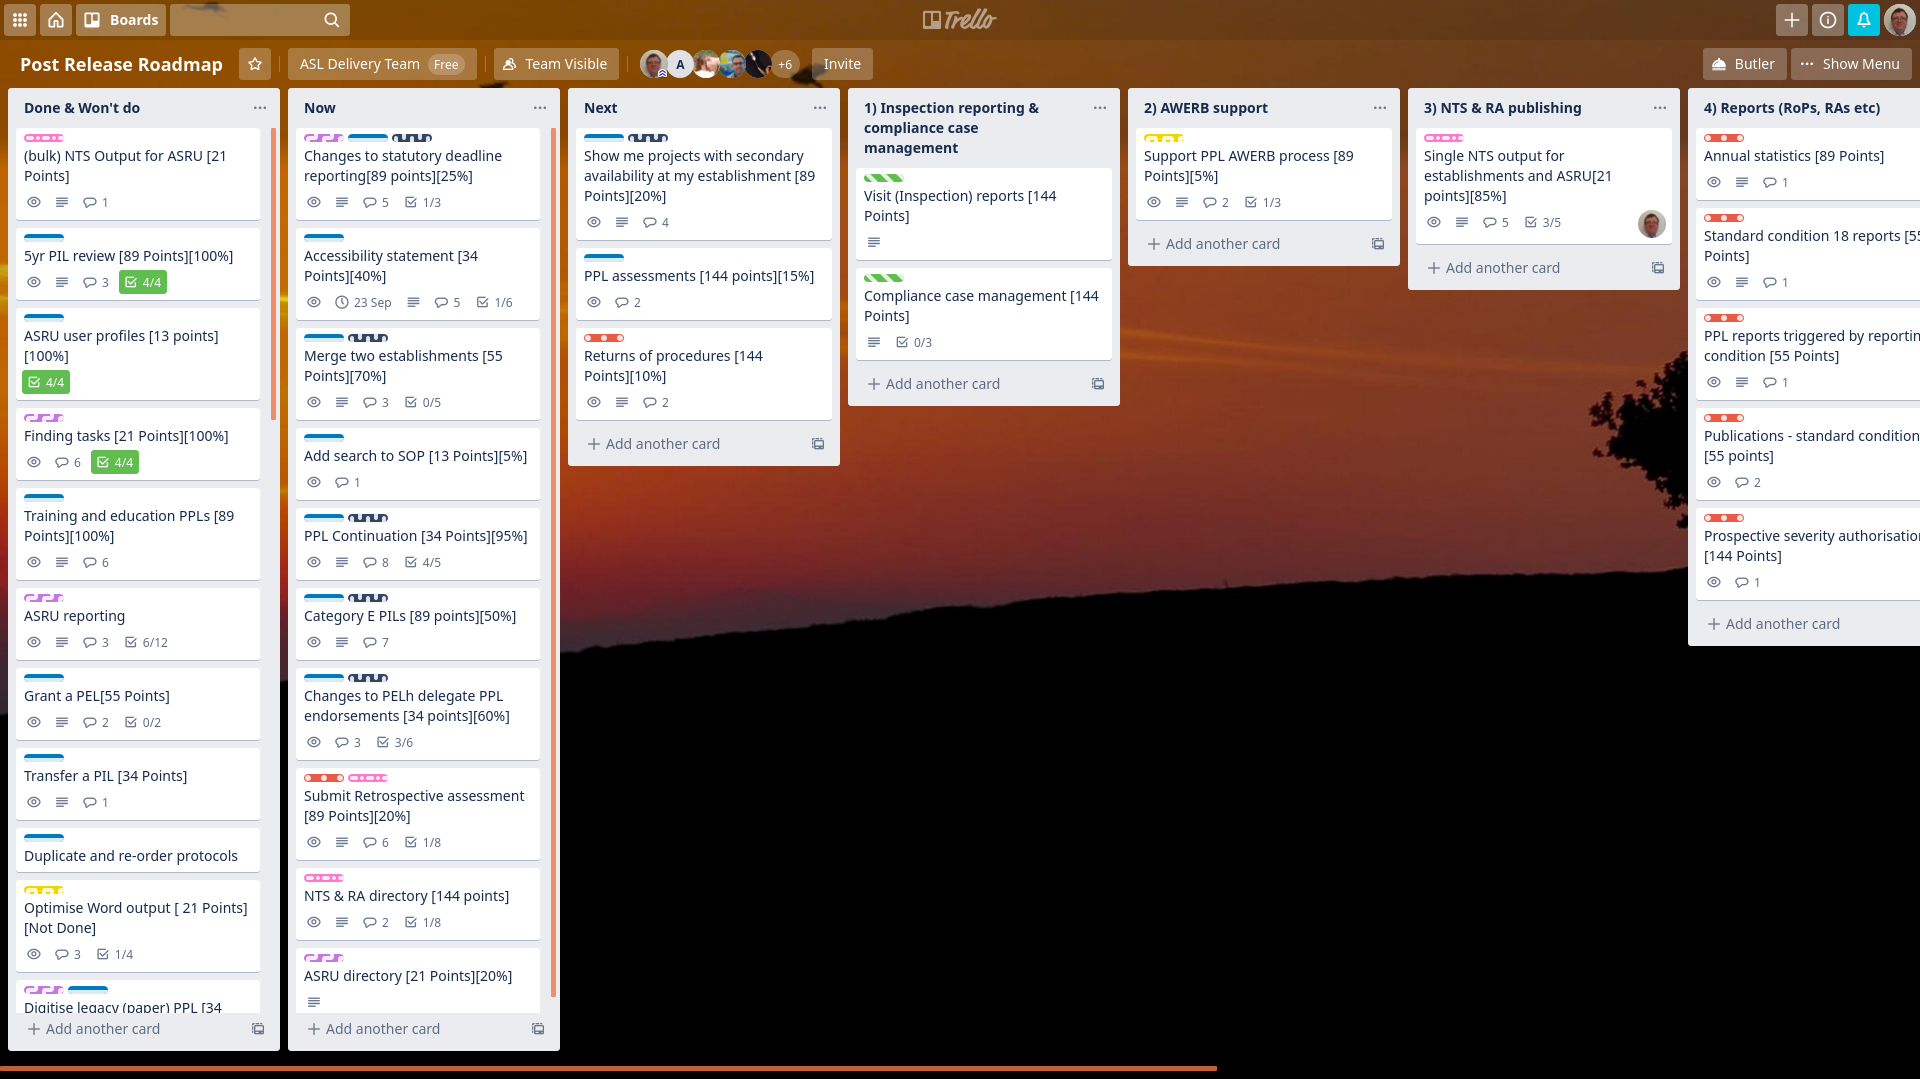 Boards
Trello
Post Release Roadmap
ASL Delivery Team Free
Team Visible
A
+6
Invite
Butler
Show Menu
Done & Won't do
(bulk) NTS Output for ASRU [21
Points]
1
5yr PIL review [89 Points][100%]
3 4/4
ASRU user profiles [13 points]
[100%]
4/4
Finding tasks [21 Points][100%]
6 4/4
Training and education PPLs [89
Points][100%]
6
ASRU reporting
3 6/12
Grant a PEL[55 Points]
2 0/2
Transfer a PIL [34 Points]
1
Duplicate and re-order protocols
Optimise Word output [ 21 Points]
[Not Done]
3 1/4
Digitise legacy (paper) PPL [34
Add another card
Now
Changes to statutory deadline
reporting[89 points][25%]
5 1/3
Accessibility statement [34
Points][40%]
23 Sep 5 1/6
Merge two establishments [55
Points][70%]
3 0/5
Add search to SOP [13 Points][5%]
1
PPL Continuation [34 Points][95%]
8 4/5
Category E PILs [89 points][50%]
7
Changes to PELh delegate PPL
endorsements [34 points][60%]
3 3/6
Submit Retrospective assessment
[89 Points][20%]
6 1/8
NTS & RA directory [144 points]
2 1/8
ASRU directory [21 Points][20%]
Add another card
Next
Show me projects with secondary
availability at my establishment [89
Points][20%]
4
PPL assessments [144 points][15%]
2
Returns of procedures [144
Points][10%]
2
Add another card
1) Inspection reporting &
compliance case
management
Visit (Inspection) reports [144
Points]
Compliance case management [144
Points]
0/3
Add another card
2) AWERB support
Support PPL AWERB process [89
Points][5%]
2 1/3
Add another card
3) NTS & RA publishing
Single NTS output for
establishments and ASRU[21
points][85%]
5 3/5
Add another card
4) Reports (RoPs, RAs etc)
Annual statistics [89 Points]
1
Standard condition 18 reports [55
Points]
1
PPL reports triggered by reportin
condition [55 Points]
1
Publications - standard condition
[55 points]
2
Prospective severity authorisatio
[144 Points]
1
Add another card